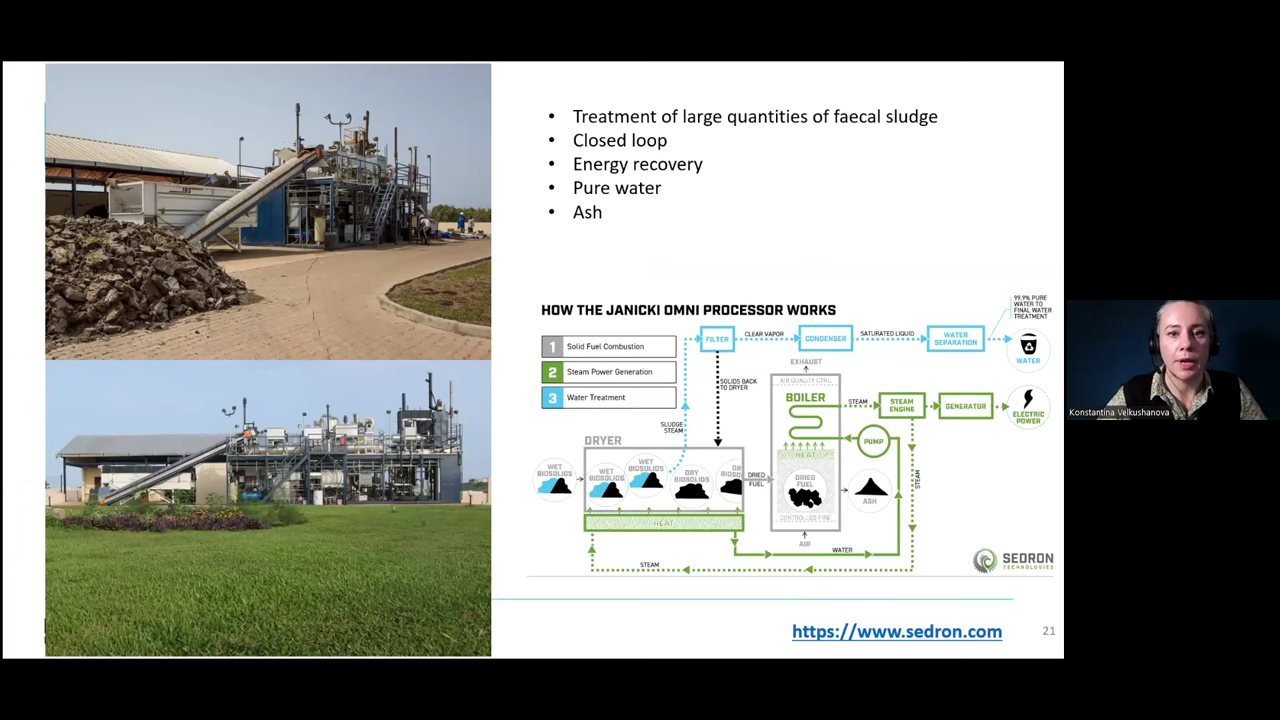 • Treatment of large quantities of faecal sludge
• Closed loop
• Energy recovery
• Pure water
• Ash
HOW THE JANICKI OMNI PROCESSOR WORKS
1 Solid Fuel Combustion
2 Steam Power Generation
3 Water Treatment
FILTER
CLEAR VAPOR
CONDENSER
SATURATED LIQUID
WATER
SEPARATION
99.9% PURE
WATER TO
FINAL WATER
TREATMENT
WATER
SOLIDS BACK
TO DRYER
SLUDGE
STEAM
EXHAUST
AIR QUALITY CTRL.
BOILER
STEAM
STEAM
ENGINE
GENERATOR
ELECTRIC
POWER
PUMP
HEAT
DRYER
WET
BIOSOLIDS
WET
BIOSOLIDS
WET
BIOSOLIDS
DRY
BIOSOLIDS
DRIED
FUEL
DRIED
FUEL
CONTROLLED FIRE
ASH
HEAT
AIR
WATER
STEAM
STEAM
SEDRON
TECHNOLOGIES
https://www.sedron.com
21
Konstantina Velkushanova